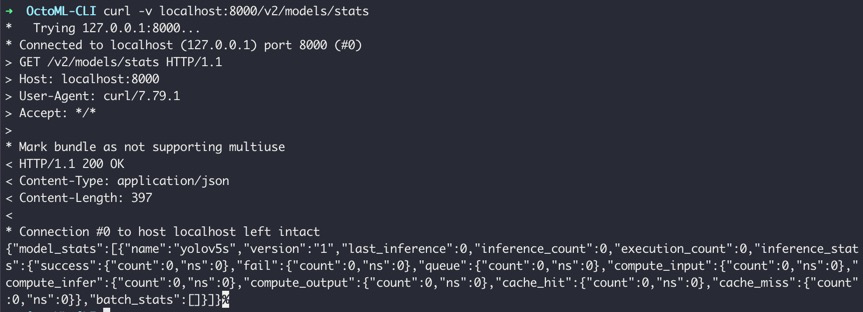 → OctoML-CLI curl -v localhost:8000/v2/models/stats
*   Trying 127.0.0.1:8000...
* Connected to localhost (127.0.0.1) port 8000 (#0)
> GET /v2/models/stats HTTP/1.1
> Host: localhost:8000
> User-Agent: curl/7.79.1
> Accept: */*
>
* Mark bundle as not supporting multiuse
< HTTP/1.1 200 OK
< Content-Type: application/json
< Content-Length: 397
<
* Connection #0 to host localhost left intact
{"model_stats":[{"name":"yolov5s","version":"1","last_inference":0,"inference_count":0,"execution_count":0,"inference_stat
s":{"success":{"count":0,"ns":0},"fail":{"count":0,"ns":0},"queue":{"count":0,"ns":0},"compute_input":{"count":0,"ns":0},"
compute_infer":{"count":0,"ns":0},"compute_output":{"count":0,"ns":0},"cache_hit":{"count":0,"ns":0},"cache_miss":{"count"
:0,"ns":0}},"batch_stats":[]}]}%